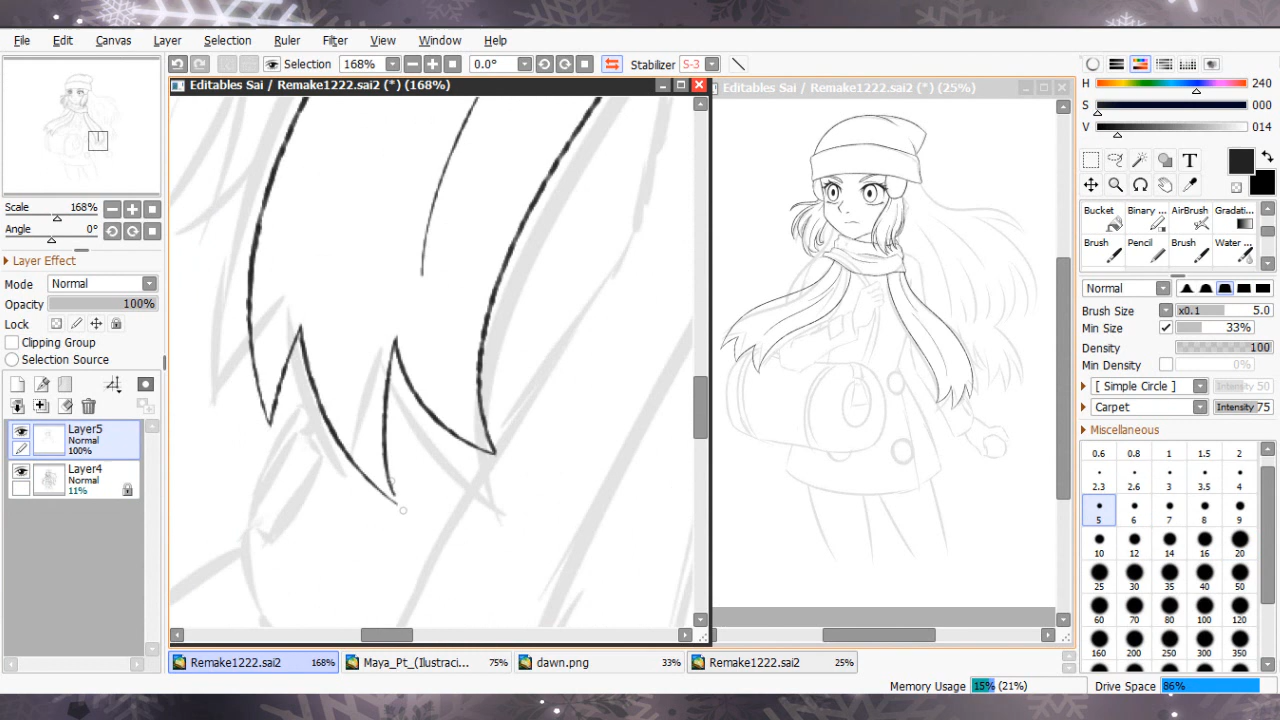 File Edit Canvas Layer Selection Ruler Filter View Window Help
Selection 168% 0.0° Stabilizer S-3
Editables Sai / Remake1222.sai2 (*) (168%)
Editables Sai / Remake1222.sai2 (*) (25%)
Scale 168%
Angle 0°
Layer Effect
Mode Normal
Opacity 100%
Lock
Clipping Group
Selection Source
Layer5
Normal
100%
Layer4
Normal
11%
H 240
S 000
V 014
T
Bucket Binary ... AirBrush Gradati...
Brush Pencil Brush Water ...
Normal
Brush Size x0.1 5.0
Min Size 33%
Density 100
Min Density 0%
[ Simple Circle ] Intensity 50
Carpet Intensity 75
Miscellaneous
0.6 0.8 1 1.5 2
2.3 2.6 3 3.5 4
5 6 7 8 9
10 12 14 16 20
25 30 35 40 50
60 70 80 100 120
160 200 250 300 350
Remake1222.sai2 168% Maya_Pt_(Ilustraci... 75% dawn.png 33% Remake1222.sai2 25%
Memory Usage 15% (21%) Drive Space 86%